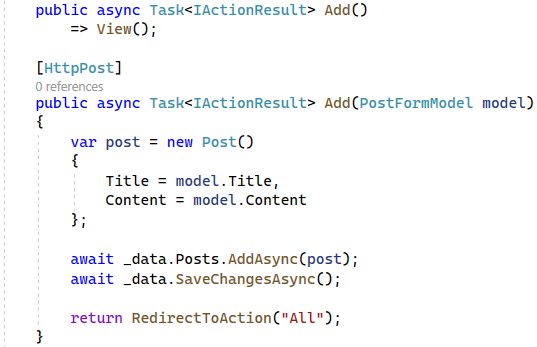 public async Task<IActionResult> Add()
=> View();
[HttpPost]
0 references
public async Task<IActionResult> Add(PostFormModel model)
{
var post = new Post()
{
Title = model.Title,
Content = model.Content
};
await _data.Posts.AddAsync(post);
await _data.SaveChangesAsync();
return RedirectToAction("All");
}